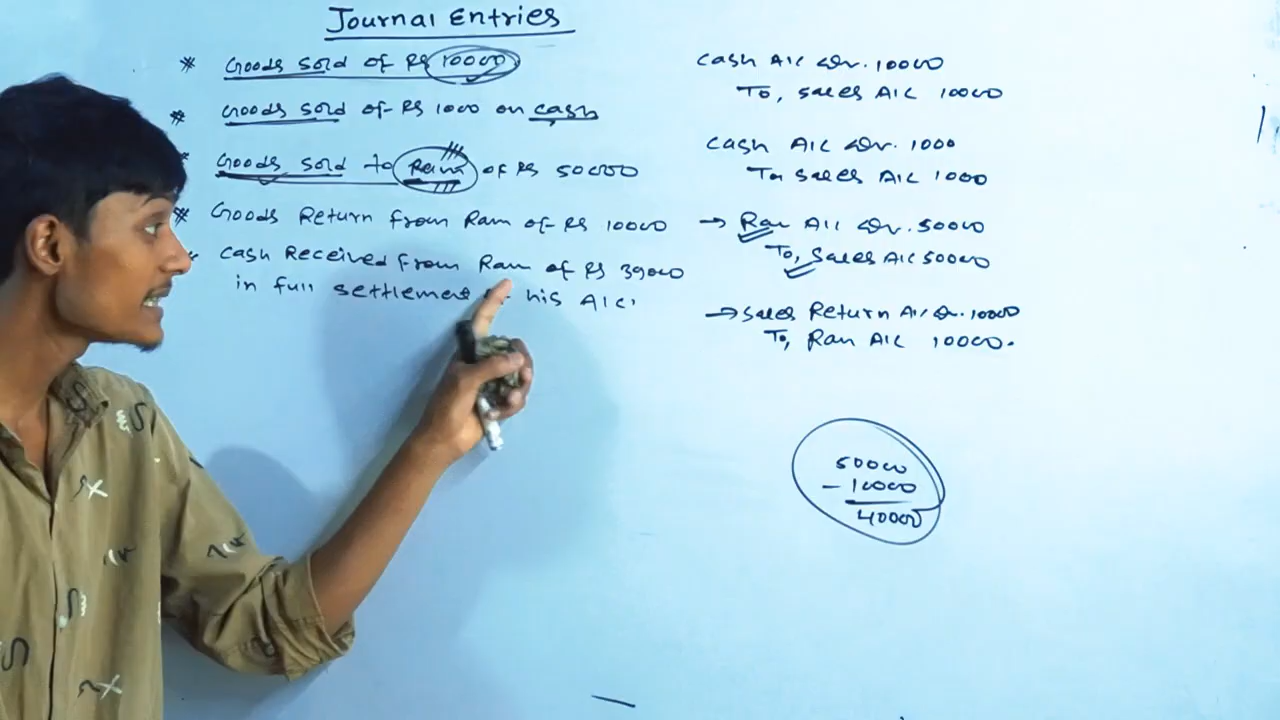 Journal Entries
* Goods sold of Rs 10000
* Goods sold of Rs 1000 on cash
* Goods sold to Ram of Rs 50000
* Goods Return from Ram of Rs 10000
* Cash Received from Ram of Rs 39000
in full settlement his A/C.
Cash A/C Dr. 10000
To, Sales A/C 10000
Cash A/C Dr. 1000
To Sales A/C 1000
→ Ram A/C Dr. 50000
To, Sales A/C 50000
→ Sales Return A/C Dr. 10000
To, Ram A/C 10000.
50000
- 10000
40000